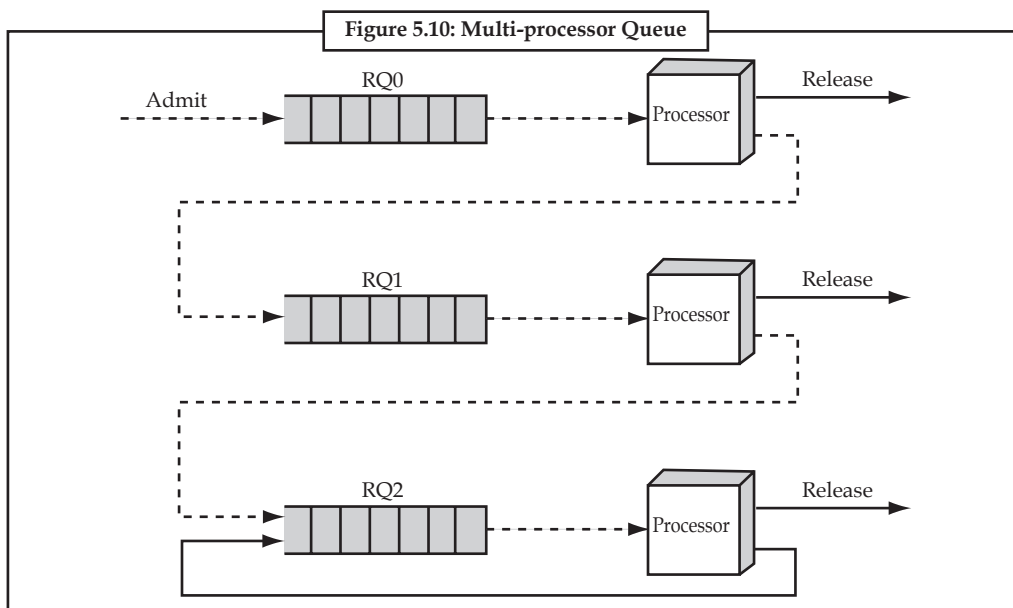 Figure 5.10: Multi-processor Queue
RQ0
Admit
Processor
Release
RQ1
Processor
Release
RQ2
Processor
Release